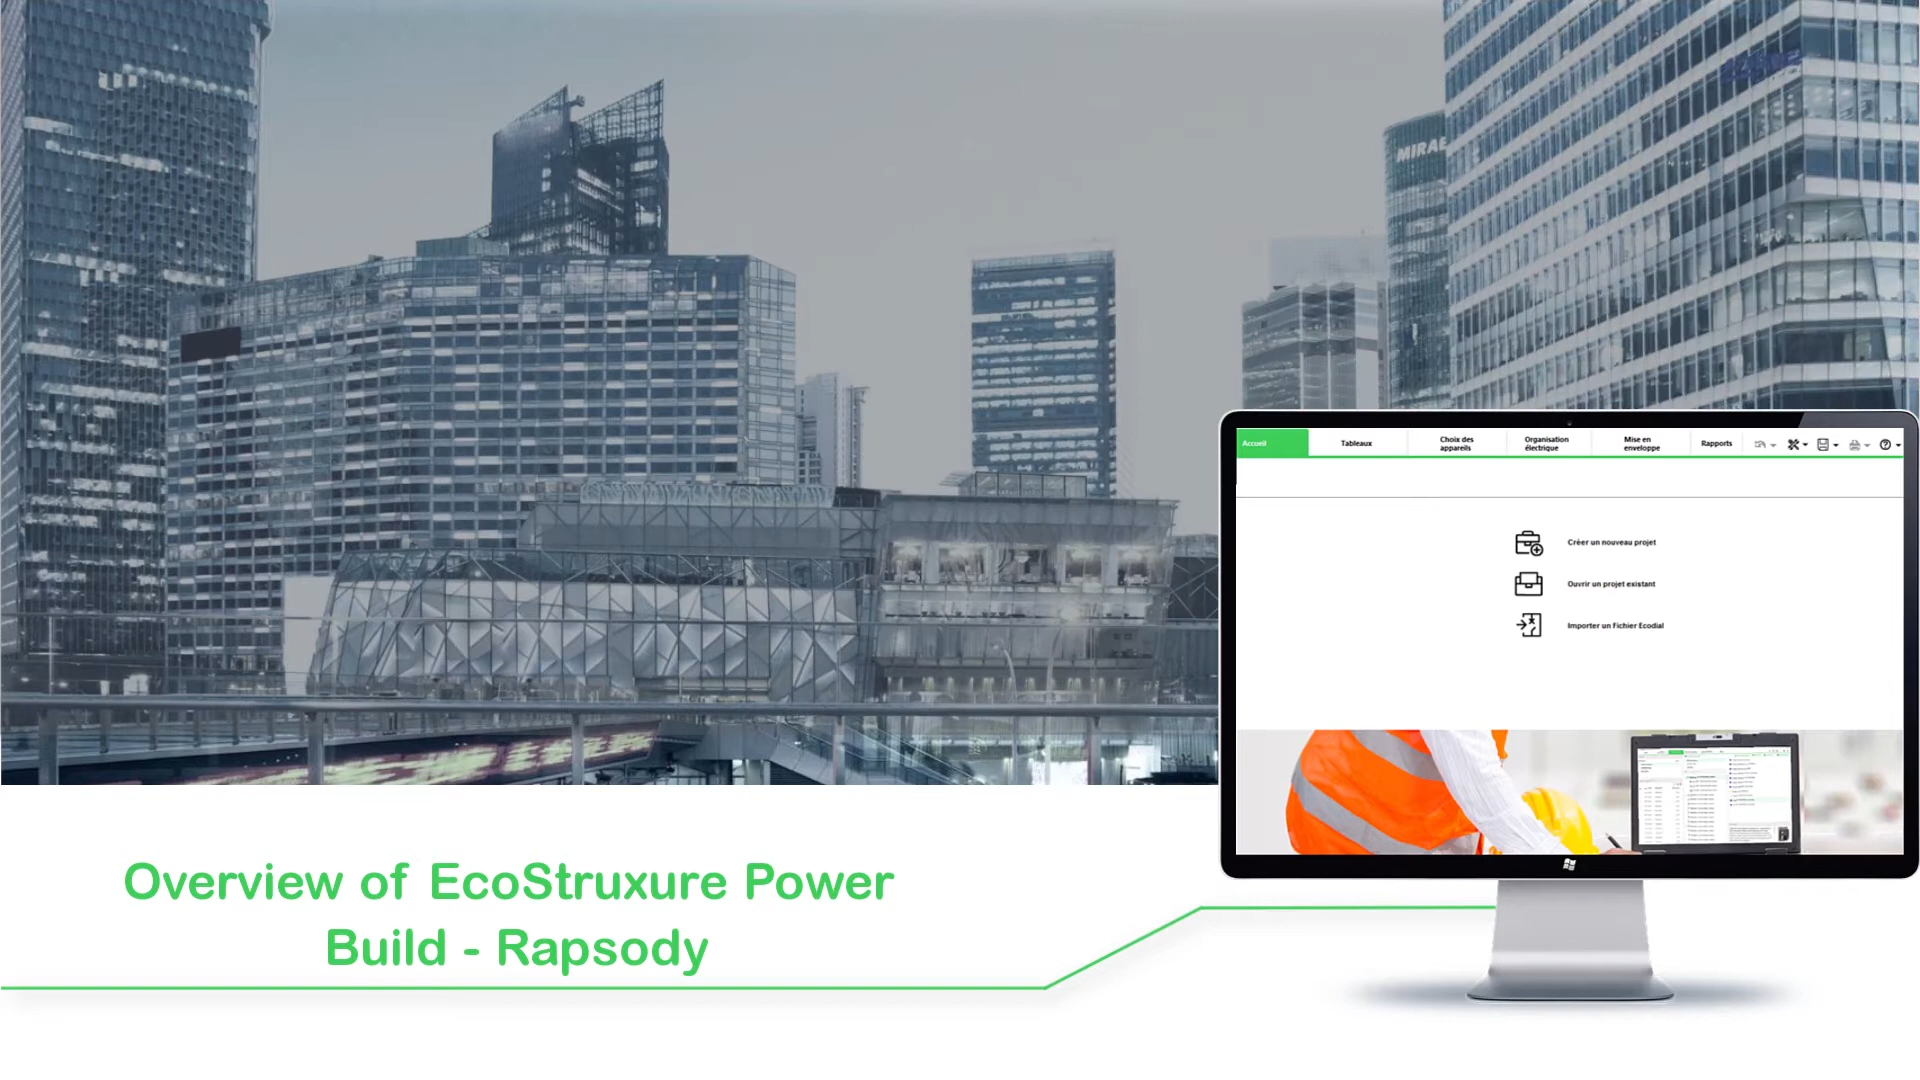 MIRAE
Accueil
Tableaux
Choix des
appareils
Organisation
électrique
Mise en
enveloppe
Rapports
Créer un nouveau projet
Ouvrir un projet existant
Importer un Fichier Ecodial
Overview of EcoStruxure Power
Build - Rapsody